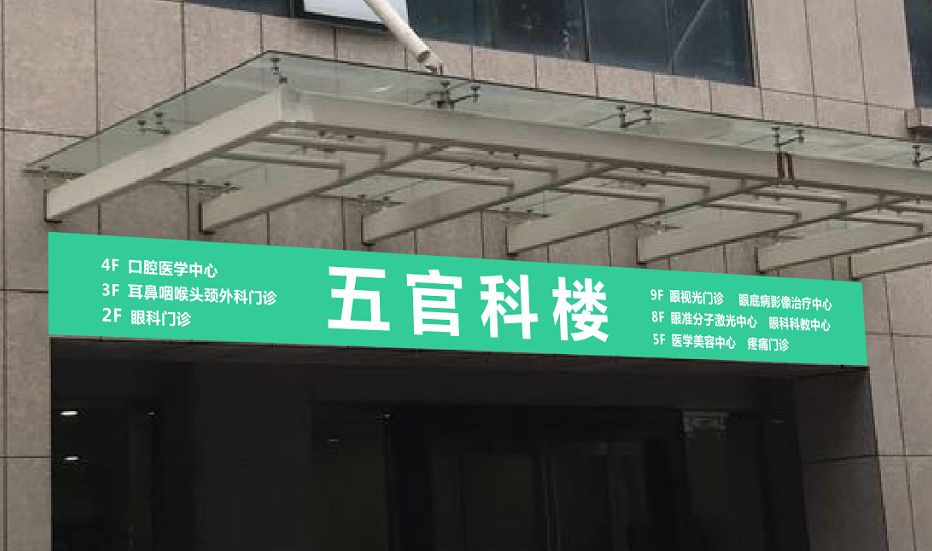 4F 口腔医学中心
3F 耳鼻咽喉头颈外科门诊
2F 眼科门诊
五官科楼
9F 眼视光门诊 眼底病影像治疗中心
8F 眼准分子激光中心 眼科科教中心
5F 医学美容中心 疼痛门诊